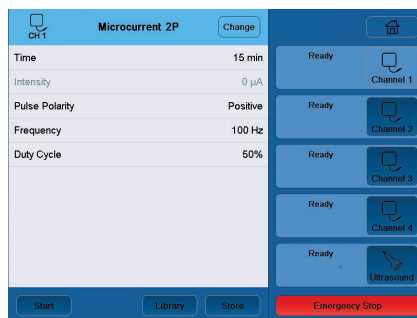 CH 1
Microcurrent 2P
Change
Time 15 min
Intensity 0 µA
Pulse Polarity Positive
Frequency 100 Hz
Duty Cycle 50%
Start
Library
Store
Ready
Channel 1
Ready
Channel 2
Ready
Channel 3
Ready
Channel 4
Ready
Ultrasound
Emergency Stop